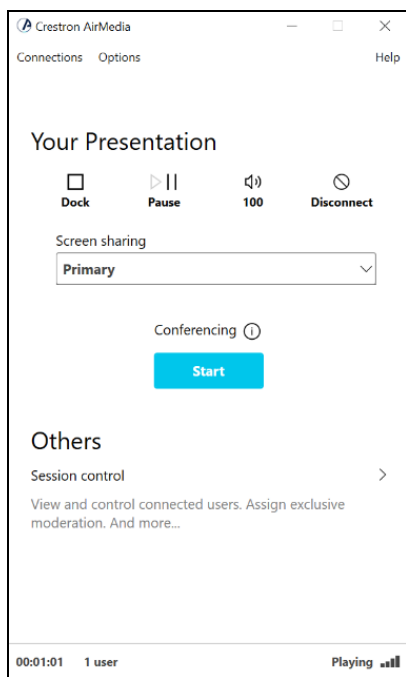 Crestron AirMedia
Connections Options Help
Your Presentation
Dock Pause 100 Disconnect
Screen sharing
Primary
Conferencing
Start
Others
Session control
View and control connected users. Assign exclusive
moderation. And more...
00:01:01 1 user Playing